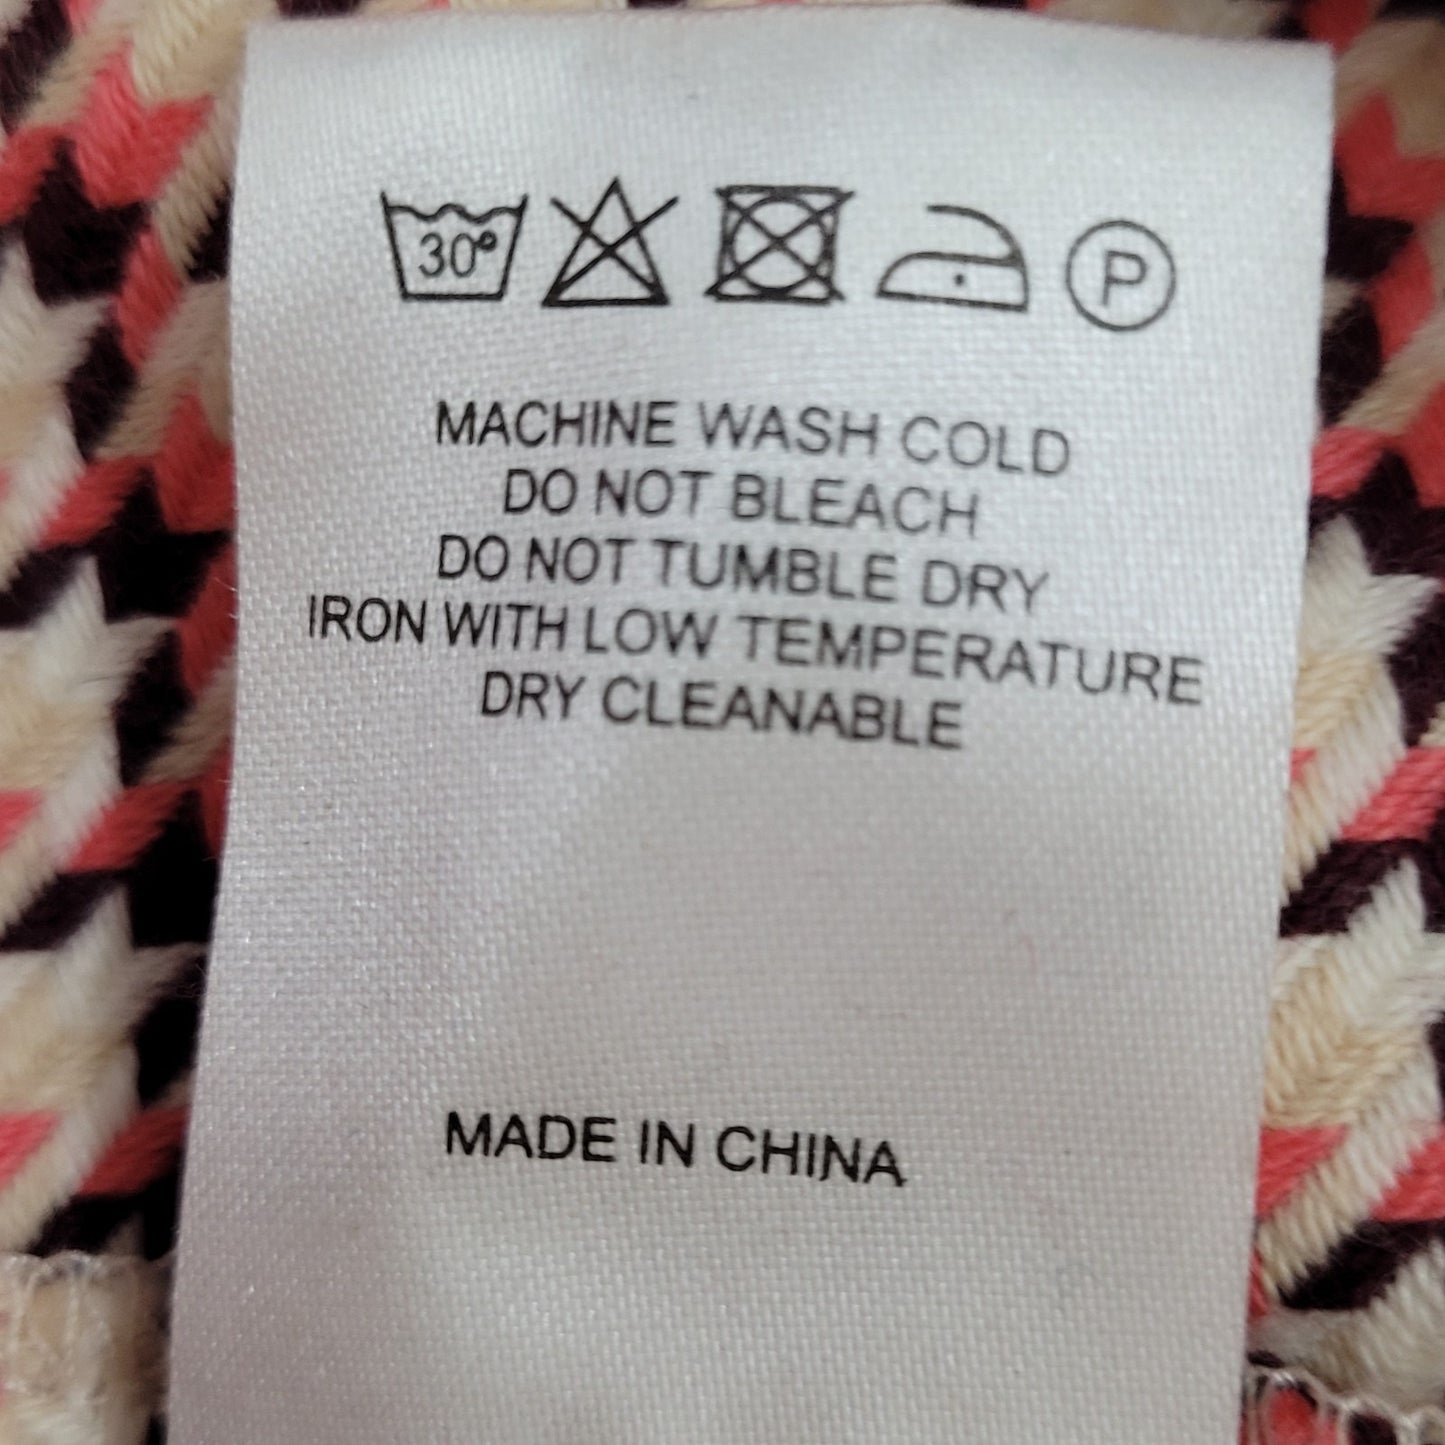 30° P
MACHINE WASH COLD
DO NOT BLEACH
DO NOT TUMBLE DRY
IRON WITH LOW TEMPERATURE
DRY CLEANABLE
MADE IN CHINA